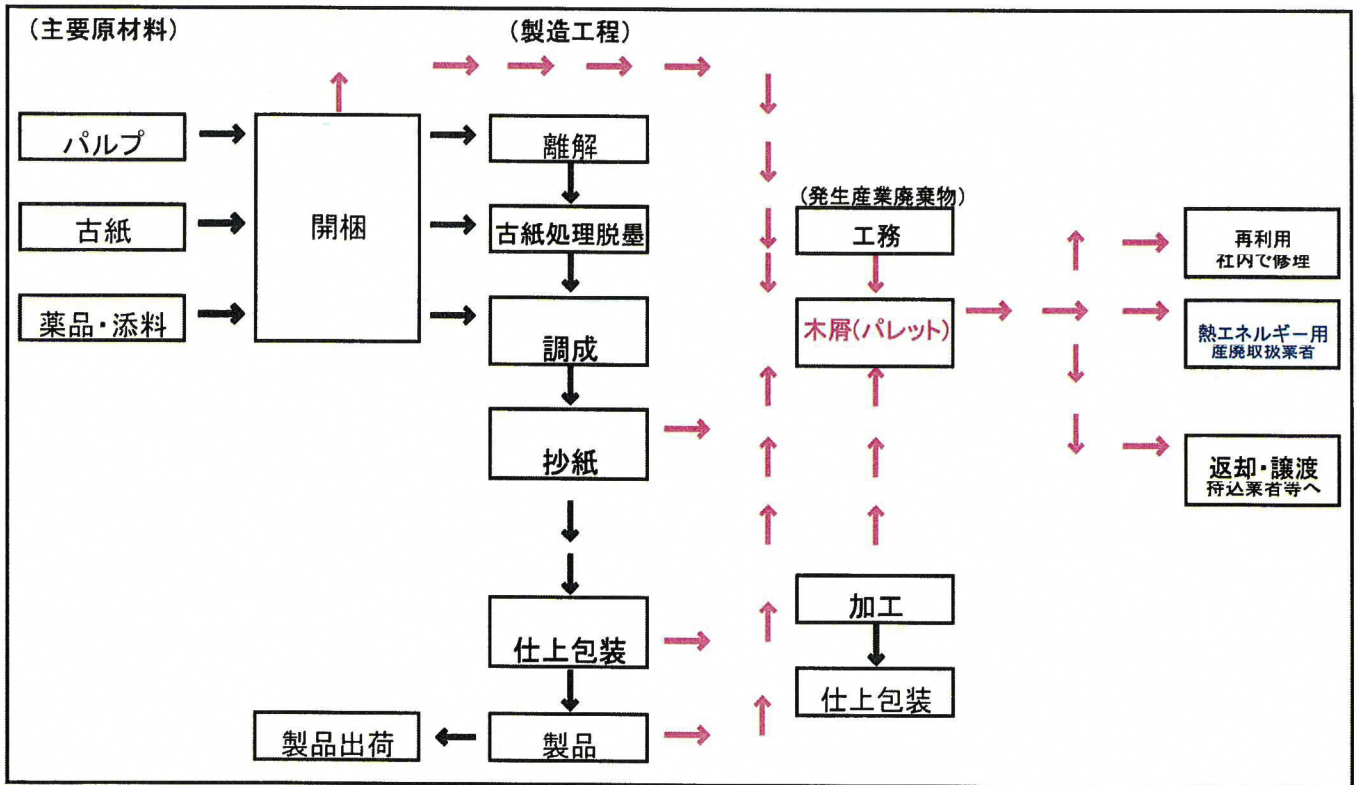 (主要原材料)
(製造工程)
パルプ
古紙
薬品・添料
開梱
離解
古紙処理脱墨
調成
抄紙
仕上包装
製品
製品出荷
(発生産業廃棄物)
工務
木屑(パレット)
加工
仕上包装
再利用
社内で修理
熱エネルギー用
産廃取扱業者
返却・譲渡
持込業者等へ